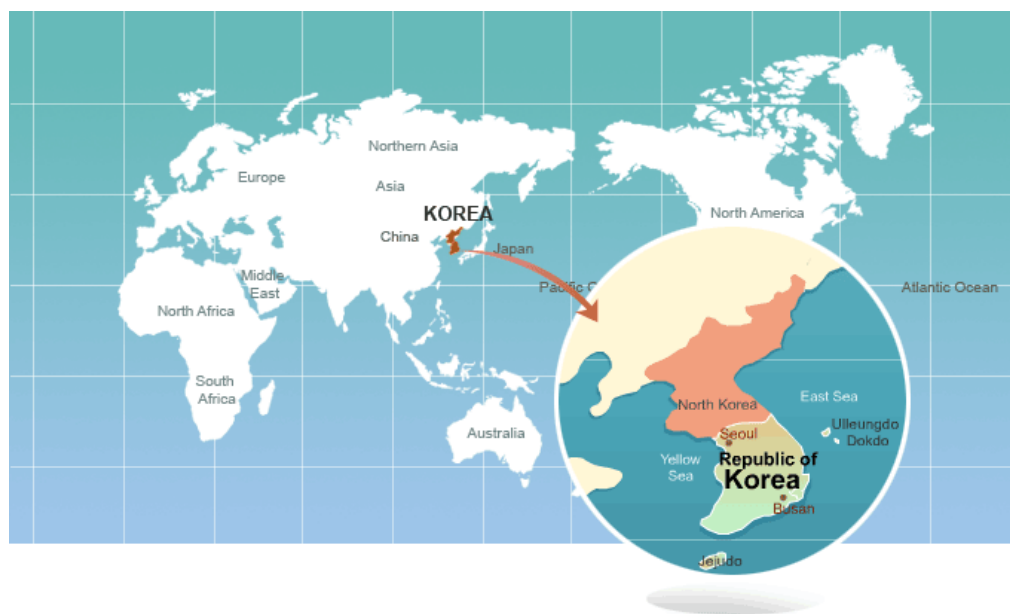 Northern Asia
Europe
Asia
KOREA
North America
China
Japan
Middle
East
Pacific
Atlantic Ocean
North Africa
South
Africa
Australia
North Korea
East Sea
Ulleungdo
Dokdo
Seoul
Yellow
Sea
Republic of
Korea
Busan
Jejudo